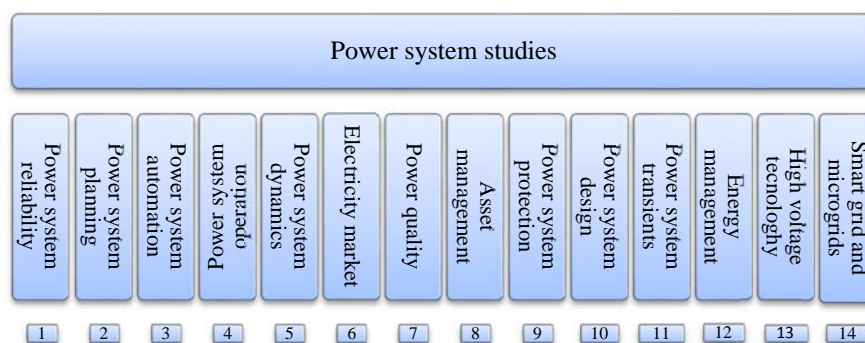 Power system studies
Power system
reliability
Power system
planning
Power system
automation
Power system
operation
Power system
dynamics
Electricity market
Power quality
Asset
management
Power system
protection
Power system
design
Power system
transients
Energy
management
High voltage
tecnologhy
Smart grid and
microgrids
1
2
3
4
5
6
7
8
9
10
11
12
13
14